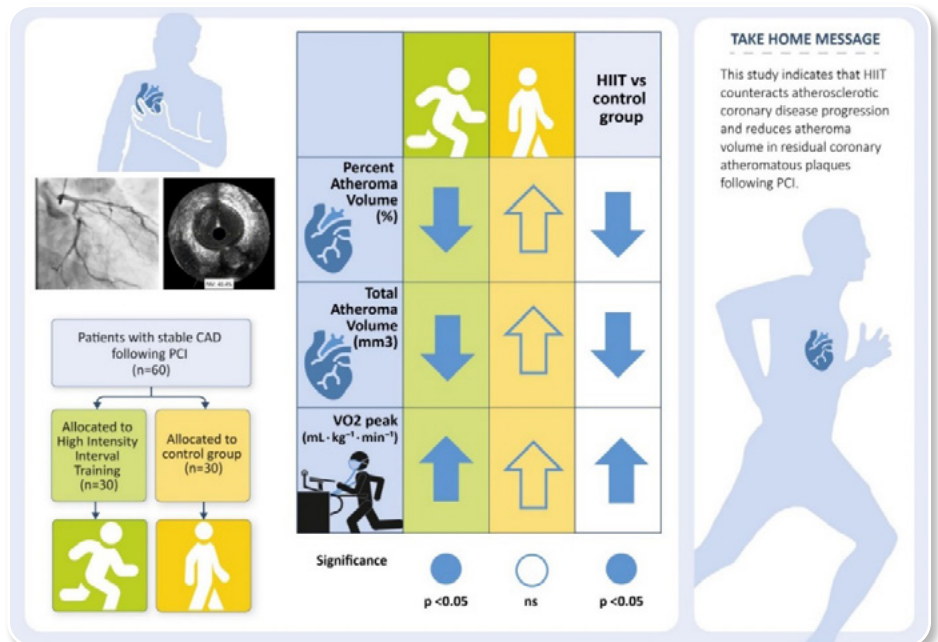 Patients with stable CAD
following PCI
(n=60)
Allocated to
High Intensity
Interval
Training
(n=30)
Allocated to
control group
(n=30)
HIIT vs
control
group
Percent
Atheroma
Volume
(%)
Total
Atheroma
Volume
(mm3)
VO2 peak
(mL·kg⁻¹·min⁻¹)
Significance
p <0.05
ns
p <0.05
TAKE HOME MESSAGE
This study indicates that HIIT
counteracts atherosclerotic
coronary disease progression
and reduces atheroma
volume in residual coronary
atheromatous plaques
following PCI.